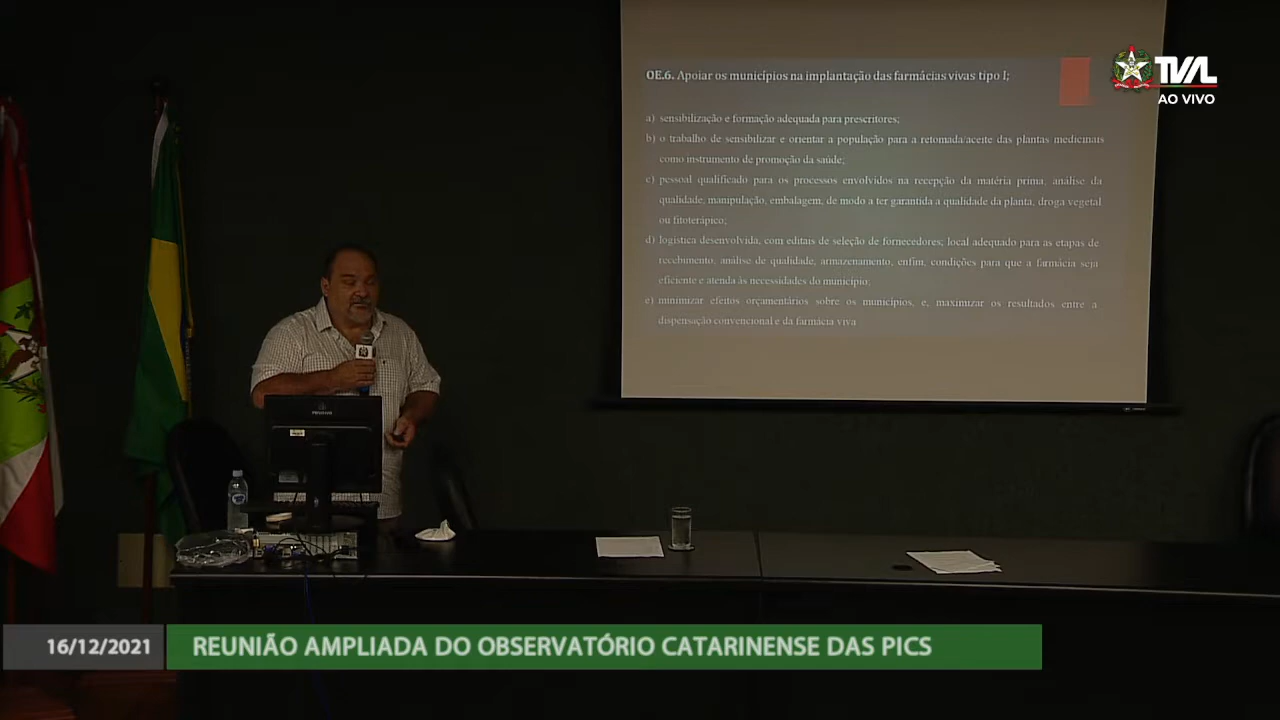 OE.6. Apoiar os municípios na implantação das farmácias vivas tipo I;
a) sensibilização e formação adequada para prescritores;
b) o trabalho de sensibilizar e orientar a população para a retomada/aceite das plantas medicinais
como instrumento de promoção da saúde;
c) pessoal qualificado para os processos envolvidos na recepção da matéria prima, análise da
qualidade, manipulação, embalagem, de modo a ter garantida a qualidade da planta, droga vegetal
ou fitoterápico;
d) logística desenvolvida, com editais de seleção de fornecedores; local adequado para as etapas de
recebimento, análise de qualidade, armazenamento, enfim, condições para que a farmácia seja
eficiente e atenda às necessidades do município;
e) minimizar efeitos orçamentários sobre os municípios, e, maximizar os resultados entre a
dispensação convencional e da farmácia viva
TVAL
AO VIVO
16/12/2021 REUNIÃO AMPLIADA DO OBSERVATÓRIO CATARINENSE DAS PICS